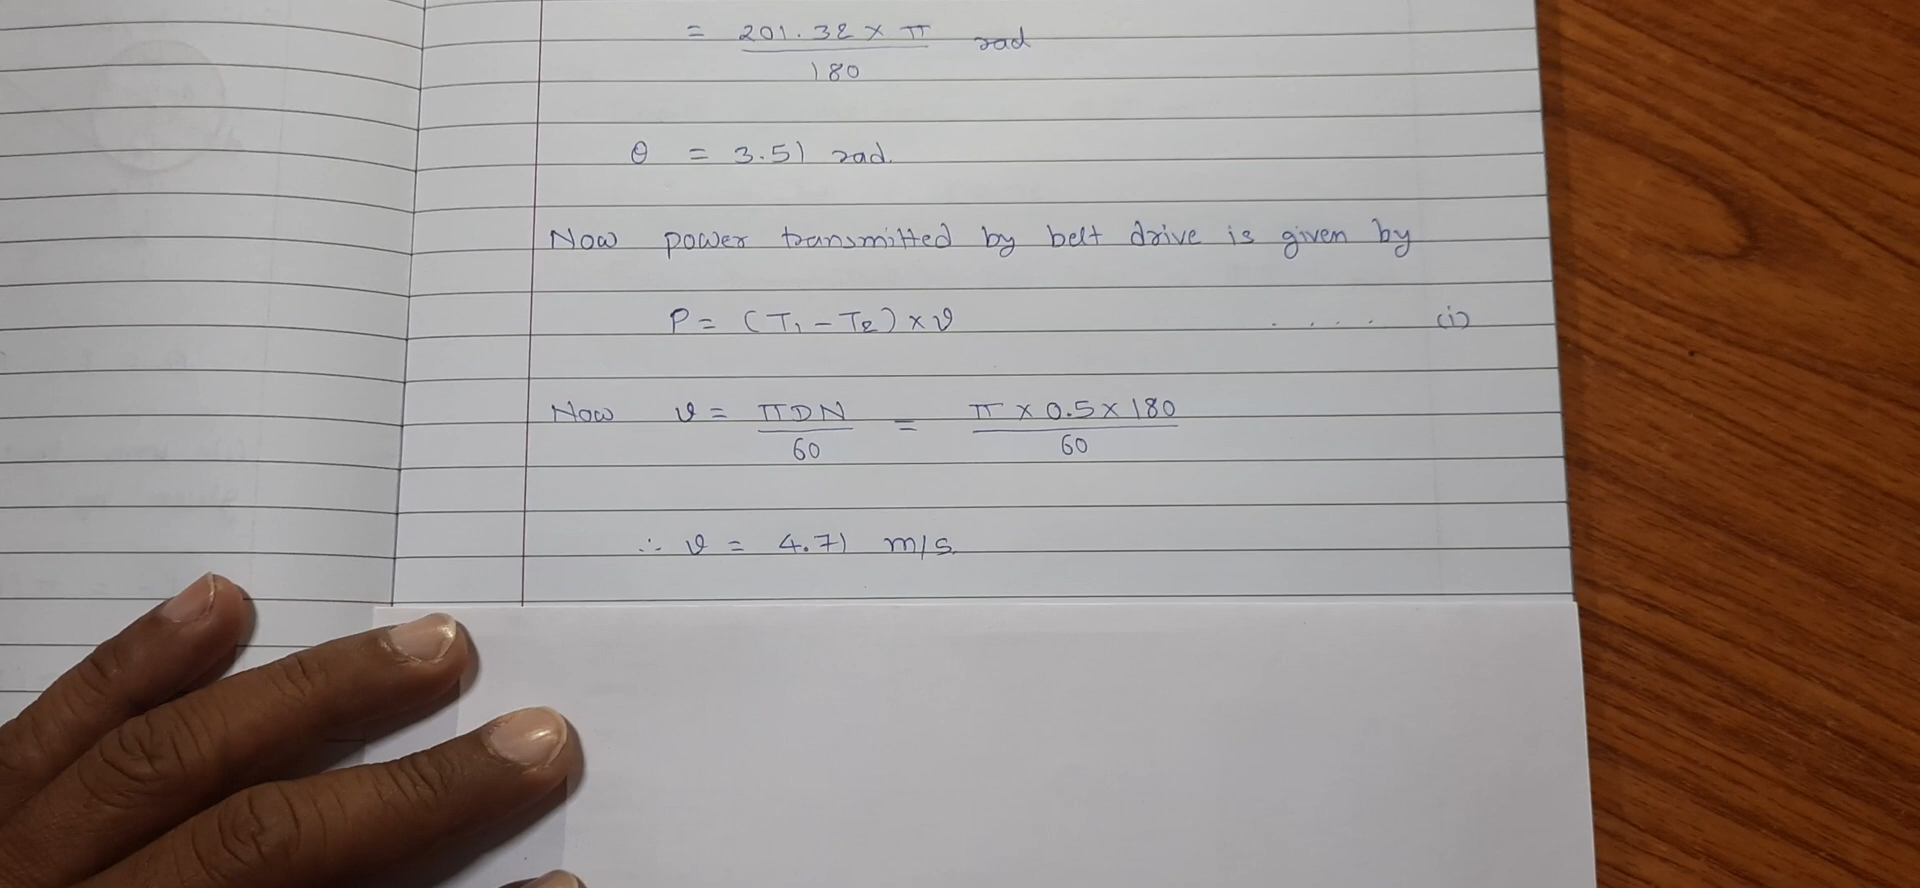 = 201.32 × π / 180 rad
θ = 3.51 rad.
Now power transmitted by belt drive is given by
P = (T₁ - T₂) × v ..... (i)
Now v = πDN / 60 = π × 0.5 × 180 / 60
∴ v = 4.71 m/s.